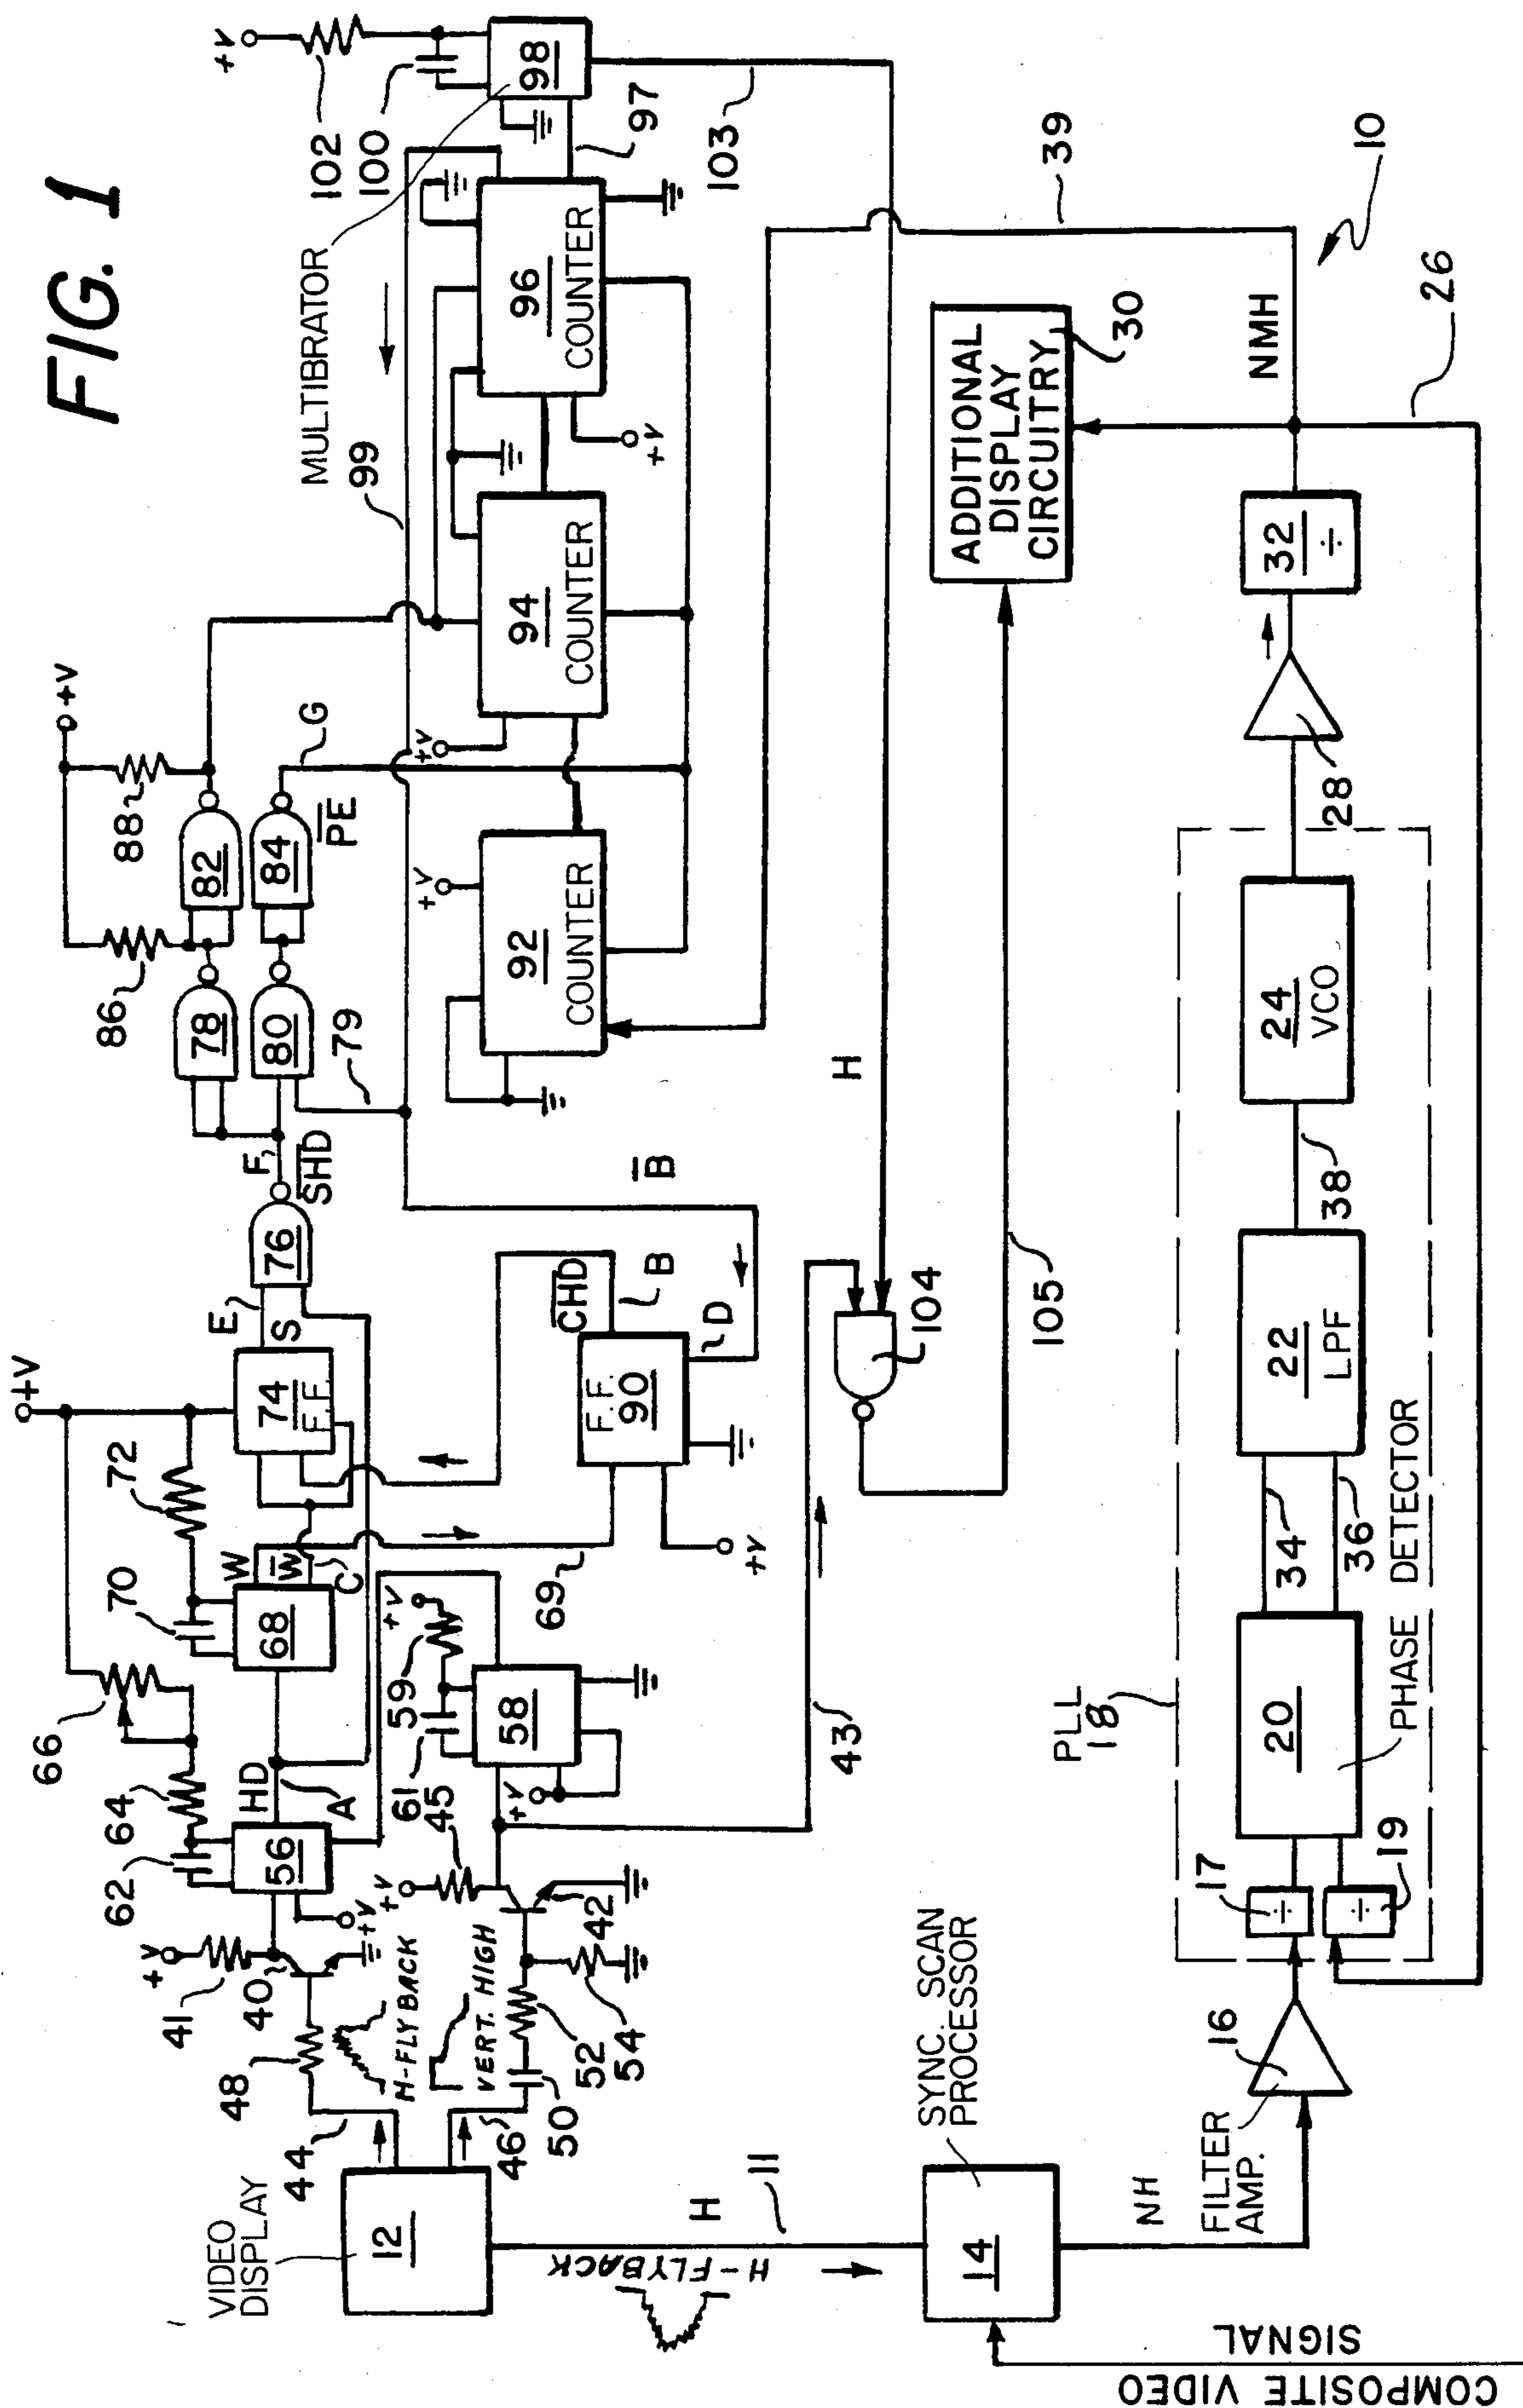 FIG. 1
+V
102
100
98
97
103
MULTIBRATOR
99
96
COUNTER
+V
94
COUNTER
+V
92
COUNTER
+V
+V
88
86
82
84
PE
G
78
80
79
F
SHD
76
E
S
74
F.F.
+V
72
70
68
W
W
C
69
66
64
62
HD
A
56
+V
+V
41
40
48
44
H-FLYBACK
VERT. HIGH
46
50
52
54
42
45
+V
61
59
+V
58
+V
43
CHD
B
B
D
F.F.
90
+V
H
104
105
39
10
ADDITIONAL
DISPLAY
CIRCUITRY
30
NMH
26
32
÷
28
28
24
VCO
38
22
LPF
34
36
20
PHASE DETECTOR
PLL
18
17
÷
19
÷
16
FILTER
AMP.
NH
SYNC. SCAN
PROCESSOR
14
H
11
H-FLYBACK
VIDEO
DISPLAY
12
COMPOSITE VIDEO
SIGNAL